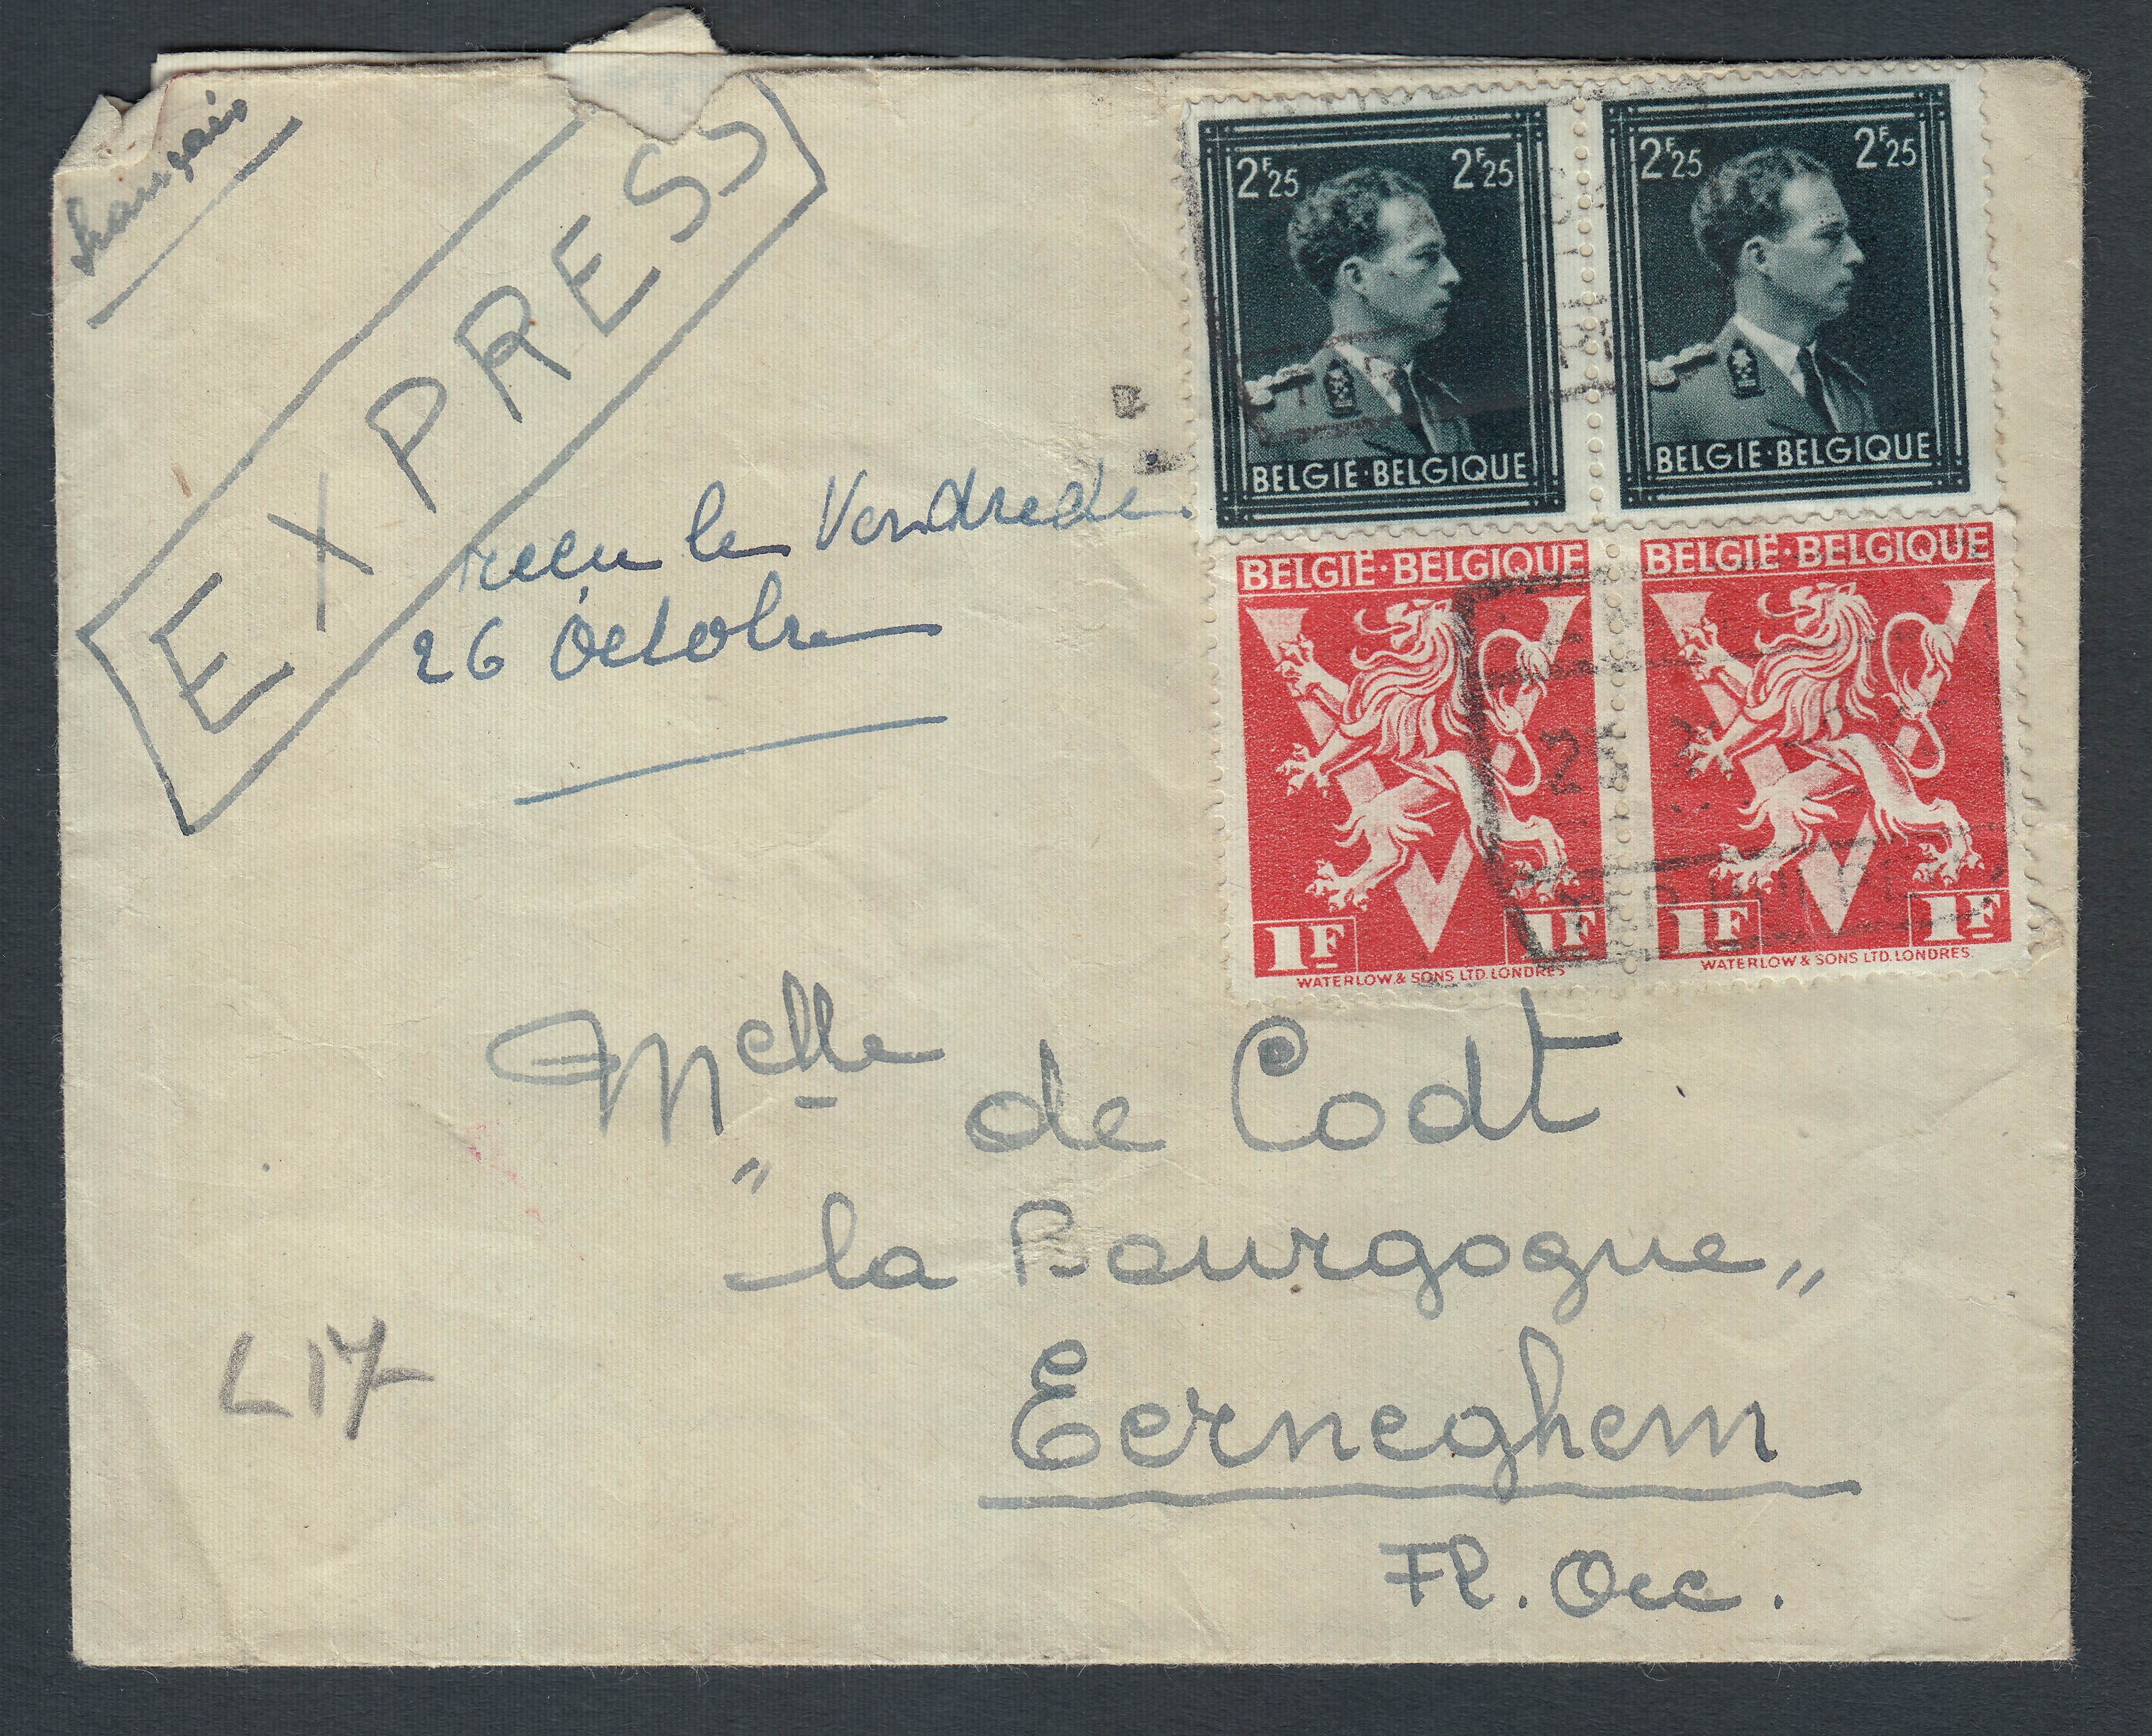 français
EXPRESS
2F25 2F25
BELGIE·BELGIQUE
2F25 2F25
BELGIE·BELGIQUE
reçu le Vendredi
26 Octobre
BELGIE·BELGIQUE
1F 1F
WATERLOW & SONS LTD. LONDRES
BELGIE·BELGIQUE
1F 1F
WATERLOW & SONS LTD. LONDRES.
Melle de Codt
"la Bourgogne"
Eerneghem
Fl. Occ.
L17